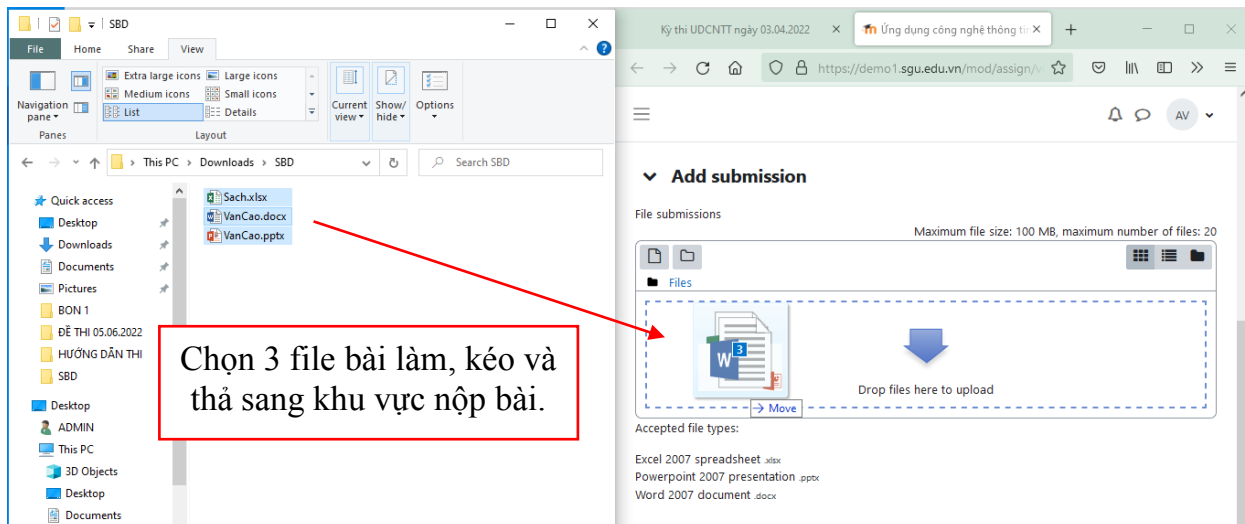 SBD
File Home Share View
Navigation pane
Extra large icons Large icons
Medium icons Small icons
List Details
Current view
Show/ hide
Options
Panes Layout
This PC > Downloads > SBD
Search SBD
Quick access
Desktop
Downloads
Documents
Pictures
BON 1
ĐỀ THI 05.06.2022
HƯỚNG DẪN THI
SBD
Desktop
ADMIN
This PC
3D Objects
Desktop
Documents
Sach.xlsx
VanCao.docx
VanCao.pptx
Chọn 3 file bài làm, kéo và
thả sang khu vực nộp bài.
Kỳ thi UDCNTT ngày 03.04.2022
Ứng dụng công nghệ thông ti
https://demo1.sgu.edu.vn/mod/assign/v
AV
Add submission
File submissions
Maximum file size: 100 MB, maximum number of files: 20
Files
W 3
Move
Drop files here to upload
Accepted file types:
Excel 2007 spreadsheet .xlsx
Powerpoint 2007 presentation .pptx
Word 2007 document .docx